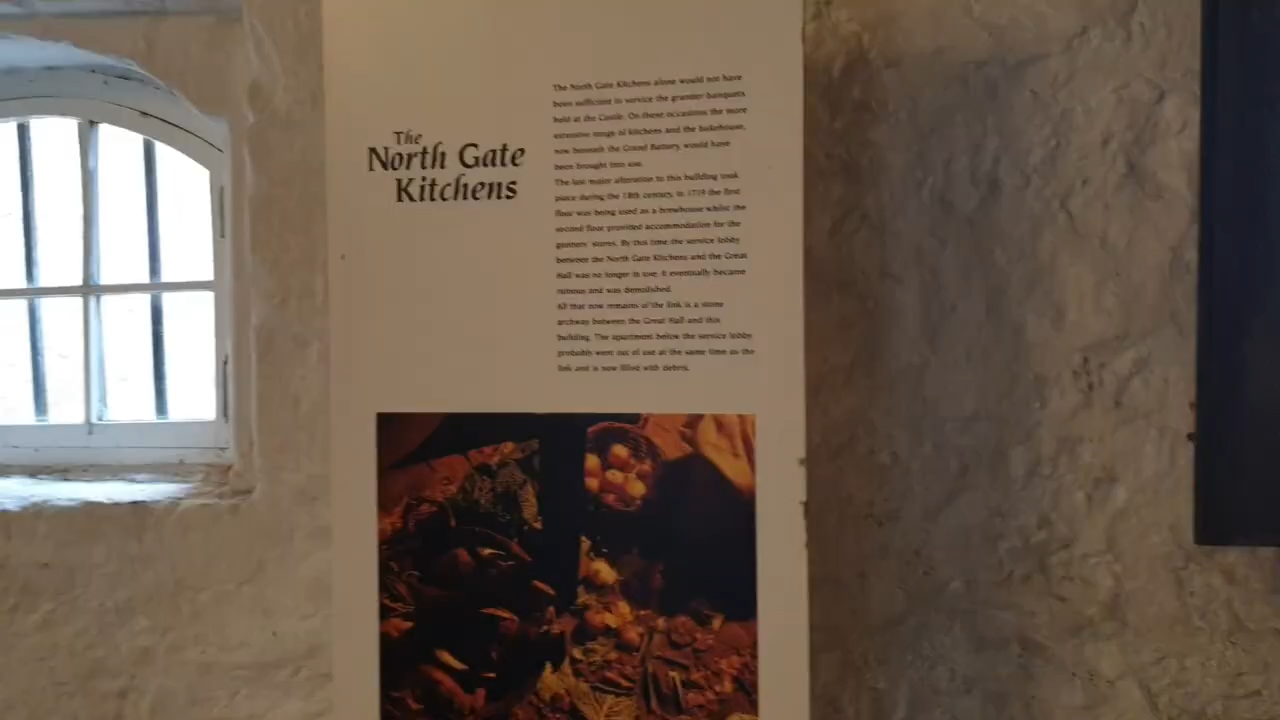 The
North Gate
Kitchens
The North Gate Kitchens alone would not have
been sufficient to service the grander banquets
held at the Castle. On these occasions the more
extensive range of kitchens and the bakehouse,
now beneath the Grand Battery, would have
been brought into use.
The last major alteration to this building took
place during the 18th century, in 1719 the first
floor was being used as a brewhouse whilst the
second floor provided accommodation for the
gunners' stores. By this time the service lobby
between the North Gate Kitchens and the Great
Hall was no longer in use. It eventually became
ruinous and was demolished.
All that now remains of the link is a stone
archway between the Great Hall and this
building. The apartment below the service lobby
probably went out of use at the same time as the
link and is now filled with debris.